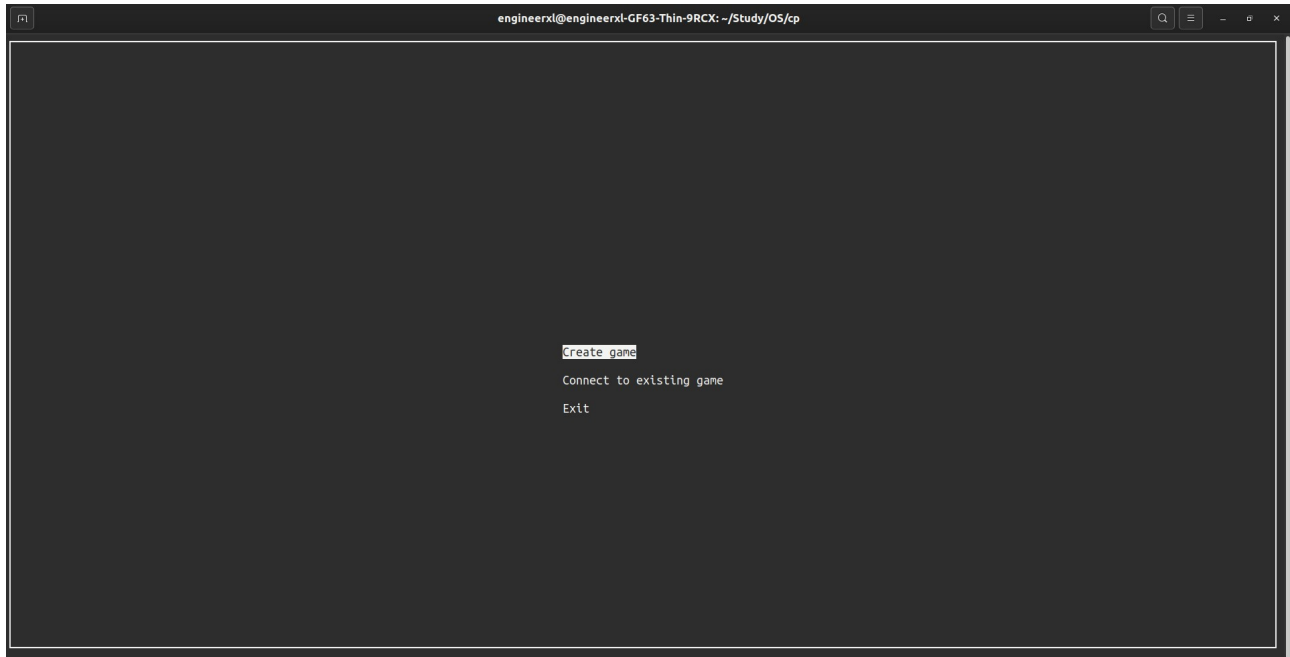 engineerxl@engineerxl-GF63-Thin-9RCX: ~/Study/OS/cp
Create game
Connect to existing game
Exit